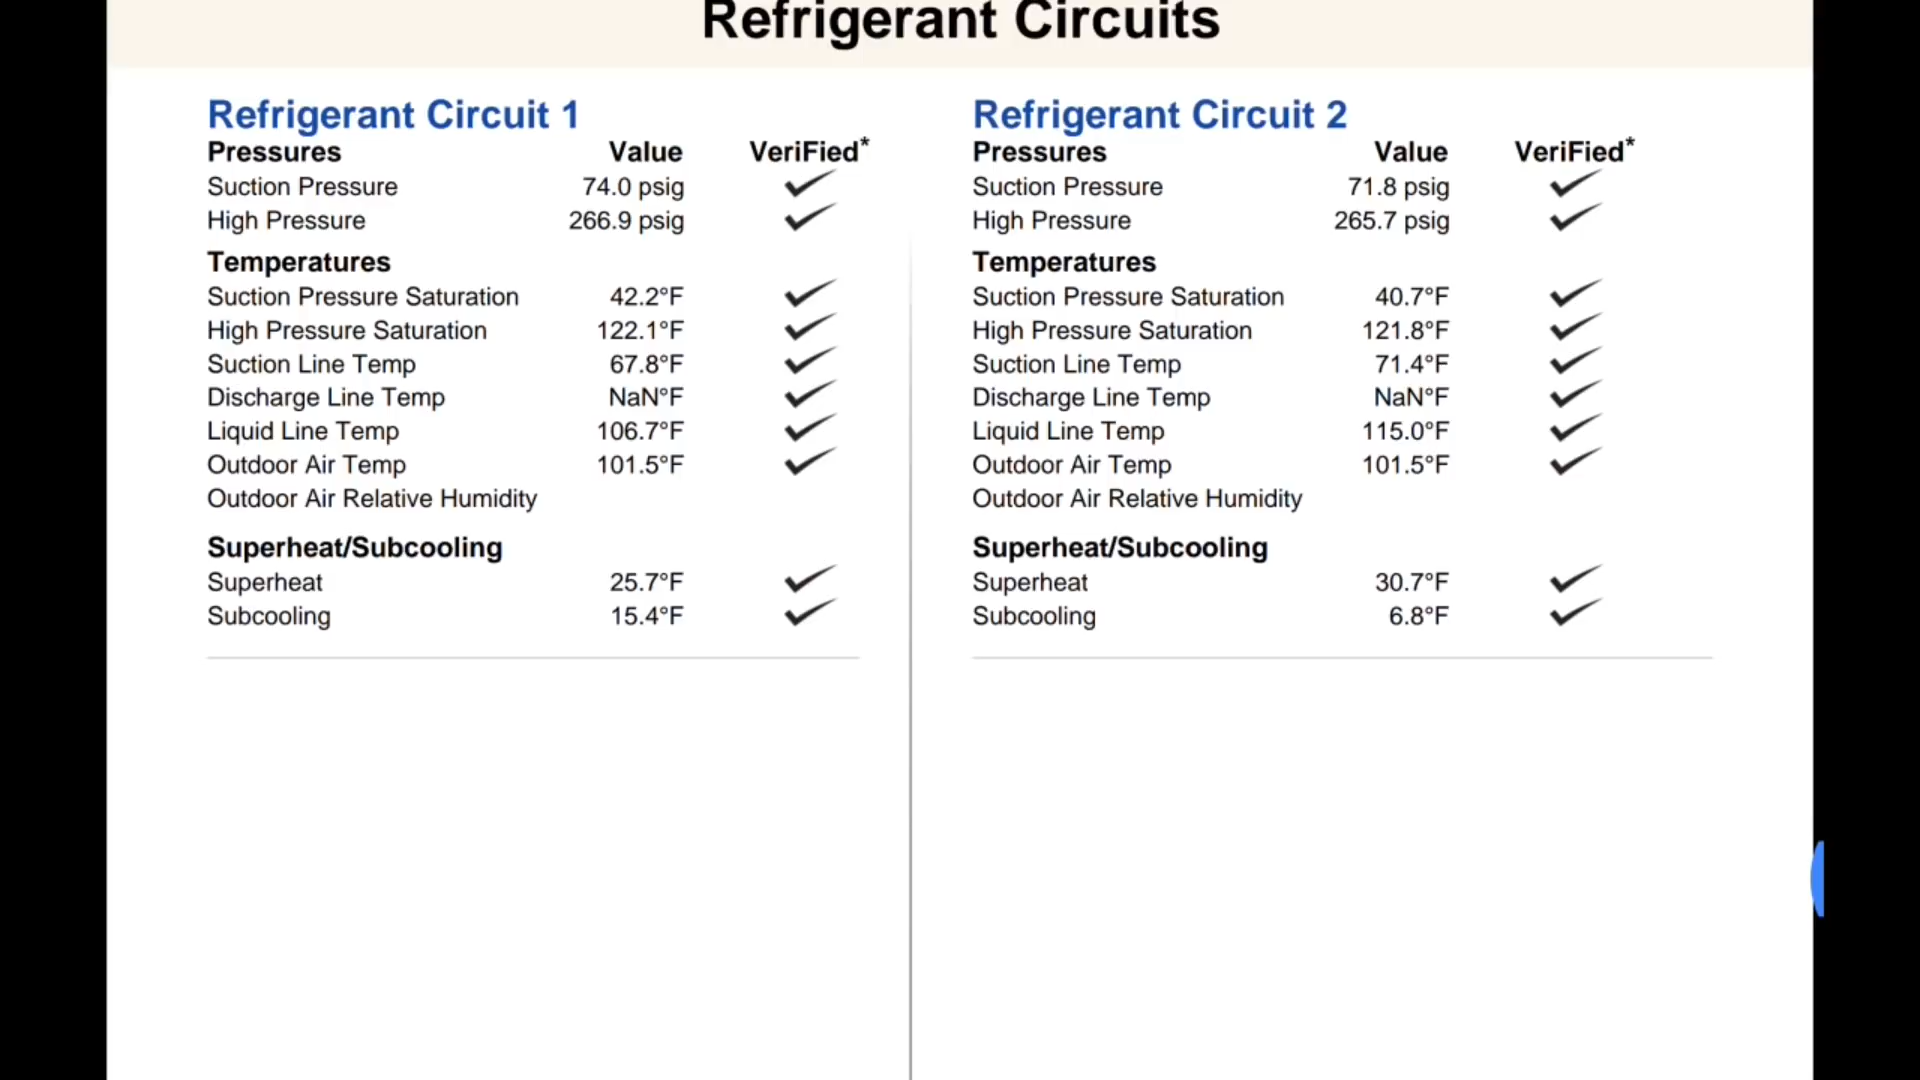 Refrigerant Circuits
Refrigerant Circuit 1
Pressures Value VeriFied*
Suction Pressure 74.0 psig
High Pressure 266.9 psig
Temperatures
Suction Pressure Saturation 42.2°F
High Pressure Saturation 122.1°F
Suction Line Temp 67.8°F
Discharge Line Temp NaN°F
Liquid Line Temp 106.7°F
Outdoor Air Temp 101.5°F
Outdoor Air Relative Humidity
Superheat/Subcooling
Superheat 25.7°F
Subcooling 15.4°F
Refrigerant Circuit 2
Pressures Value VeriFied*
Suction Pressure 71.8 psig
High Pressure 265.7 psig
Temperatures
Suction Pressure Saturation 40.7°F
High Pressure Saturation 121.8°F
Suction Line Temp 71.4°F
Discharge Line Temp NaN°F
Liquid Line Temp 115.0°F
Outdoor Air Temp 101.5°F
Outdoor Air Relative Humidity
Superheat/Subcooling
Superheat 30.7°F
Subcooling 6.8°F